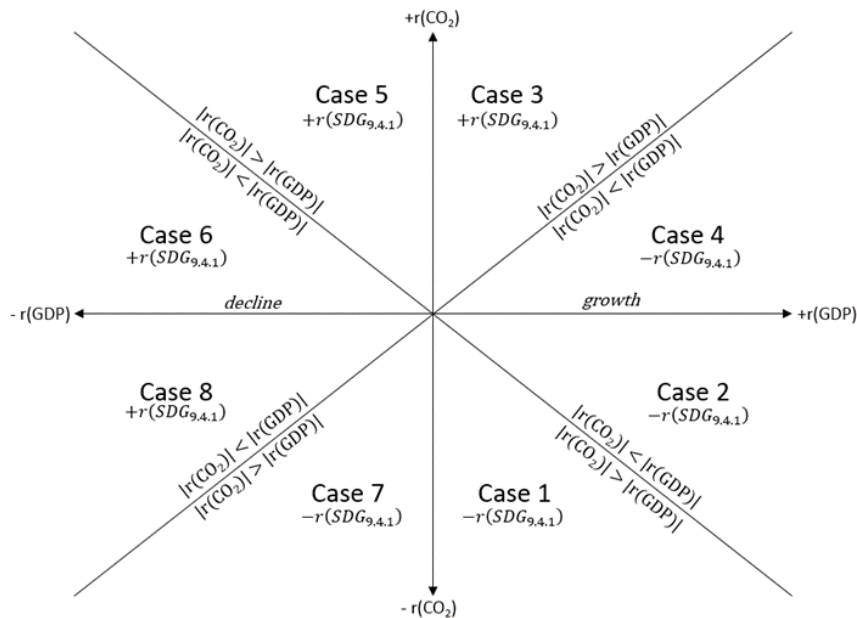 +r(CO₂)
Case 5
+r(SDG₉.₄.₁)
Case 3
+r(SDG₉.₄.₁)
|r(CO₂)| > |r(GDP)|
|r(CO₂)| < |r(GDP)|
|r(CO₂)| > |r(GDP)|
|r(CO₂)| < |r(GDP)|
Case 6
+r(SDG₉.₄.₁)
Case 4
−r(SDG₉.₄.₁)
- r(GDP)
decline
growth
+r(GDP)
Case 8
+r(SDG₉.₄.₁)
Case 2
−r(SDG₉.₄.₁)
|r(CO₂)| < |r(GDP)|
|r(CO₂)| > |r(GDP)|
|r(CO₂)| < |r(GDP)|
|r(CO₂)| > |r(GDP)|
Case 7
−r(SDG₉.₄.₁)
Case 1
−r(SDG₉.₄.₁)
- r(CO₂)